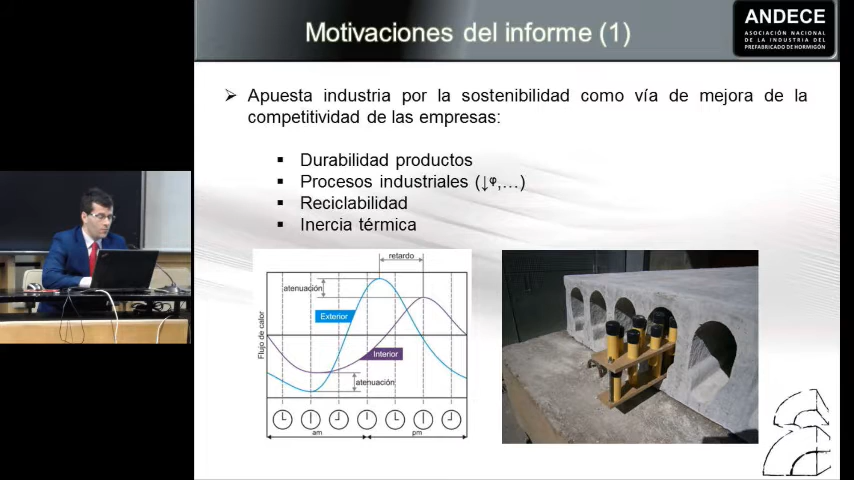 Motivaciones del informe (1)
ANDECE
ASOCIACIÓN NACIONAL
DE LA INDUSTRIA DEL
PREFABRICADO DE HORMIGÓN
➢ Apuesta industria por la sostenibilidad como vía de mejora de la
competitividad de las empresas:
▪ Durabilidad productos
▪ Procesos industriales (↓φ,…)
▪ Reciclabilidad
▪ Inercia térmica
retardo
atenuación
Exterior
Flujo de calor
Interior
atenuación
am
pm